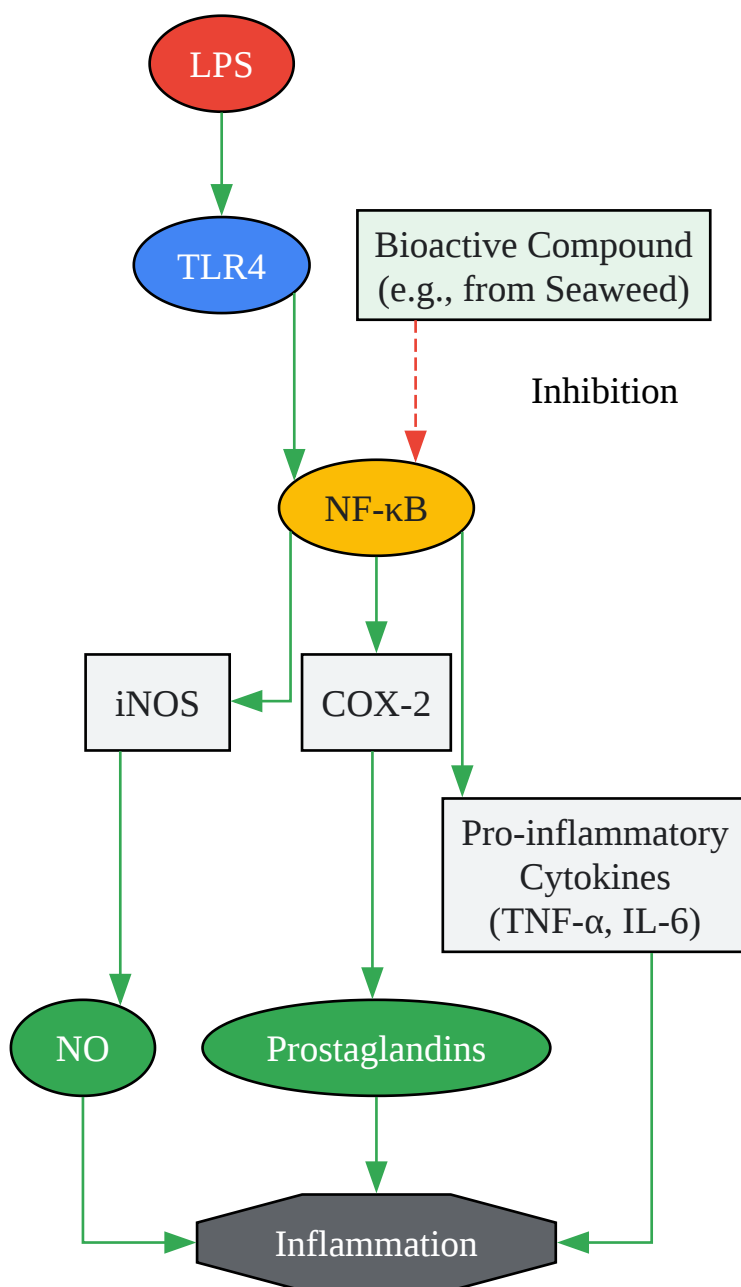 LPS
TLR4
Bioactive Compound
(e.g., from Seaweed)
Inhibition
NF-κB
iNOS
COX-2
Pro-inflammatory
Cytokines
(TNF-α, IL-6)
NO
Prostaglandins
Inflammation